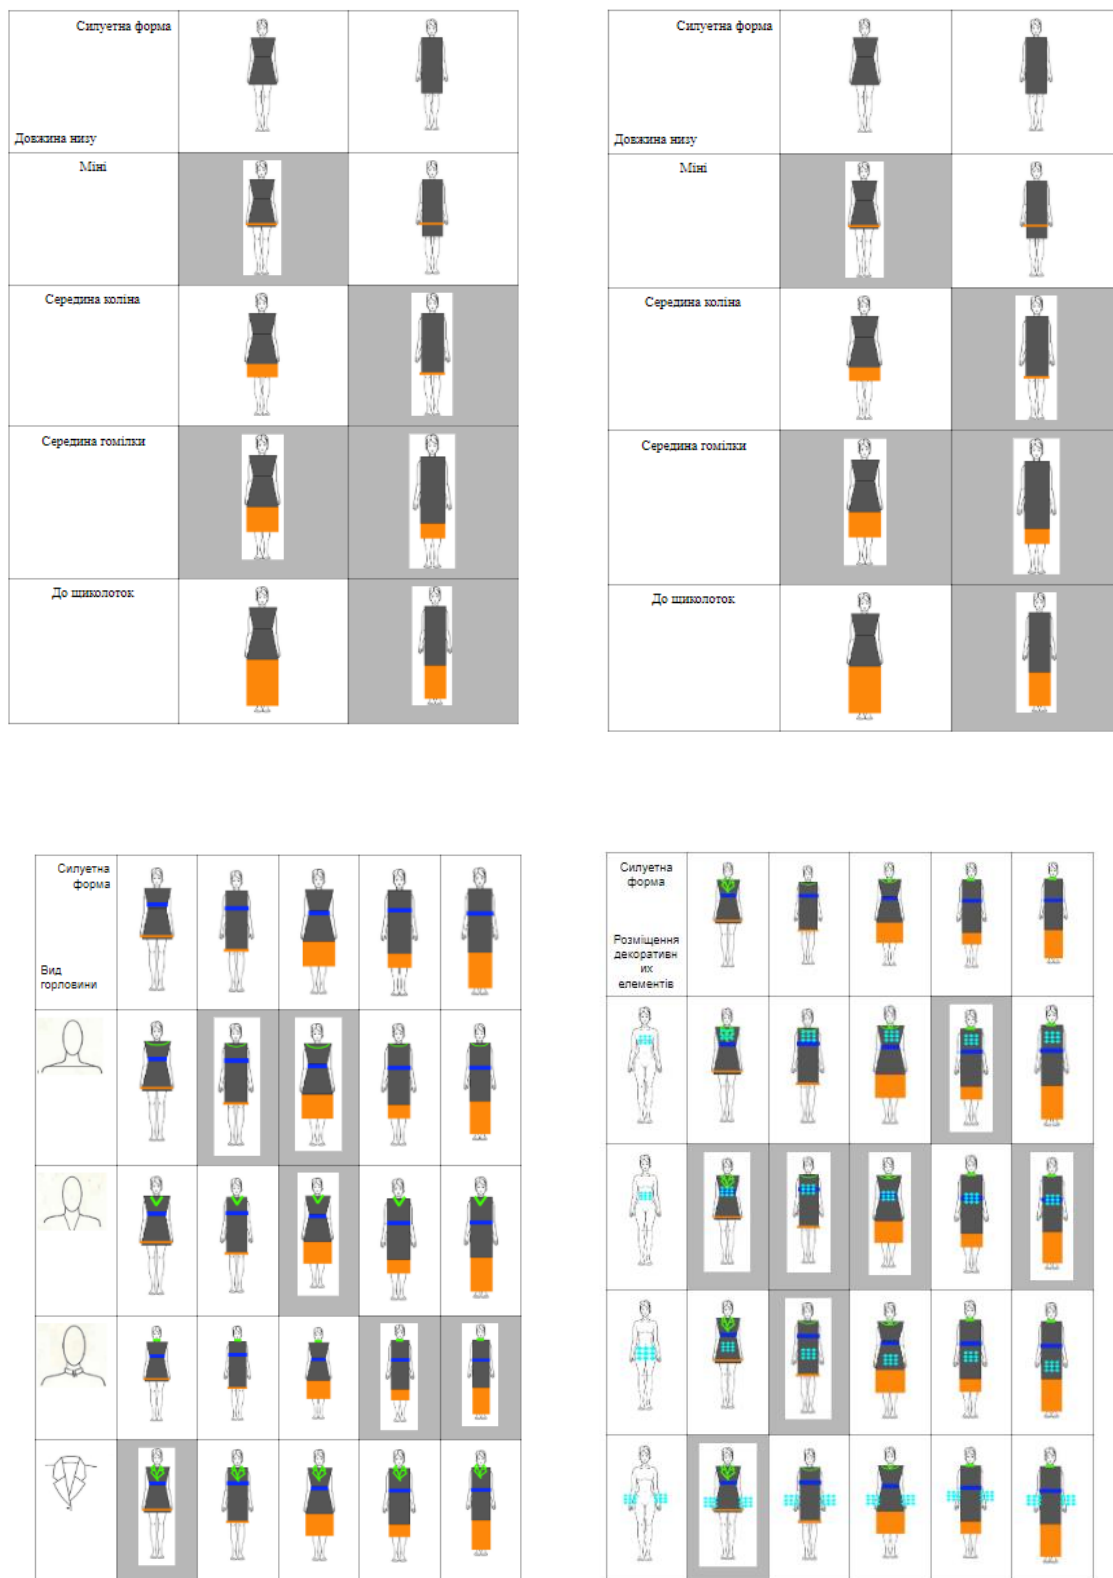 Силуетна форма
Довжина низу
Міні
Середина коліна
Середина гомілки
До щиколоток
Силуетна форма
Довжина низу
Міні
Середина коліна
Середина гомілки
До щиколоток
Силуетна
форма
Вид
горловини
Силуетна
форма
Розміщення
декоративн
их
елементів